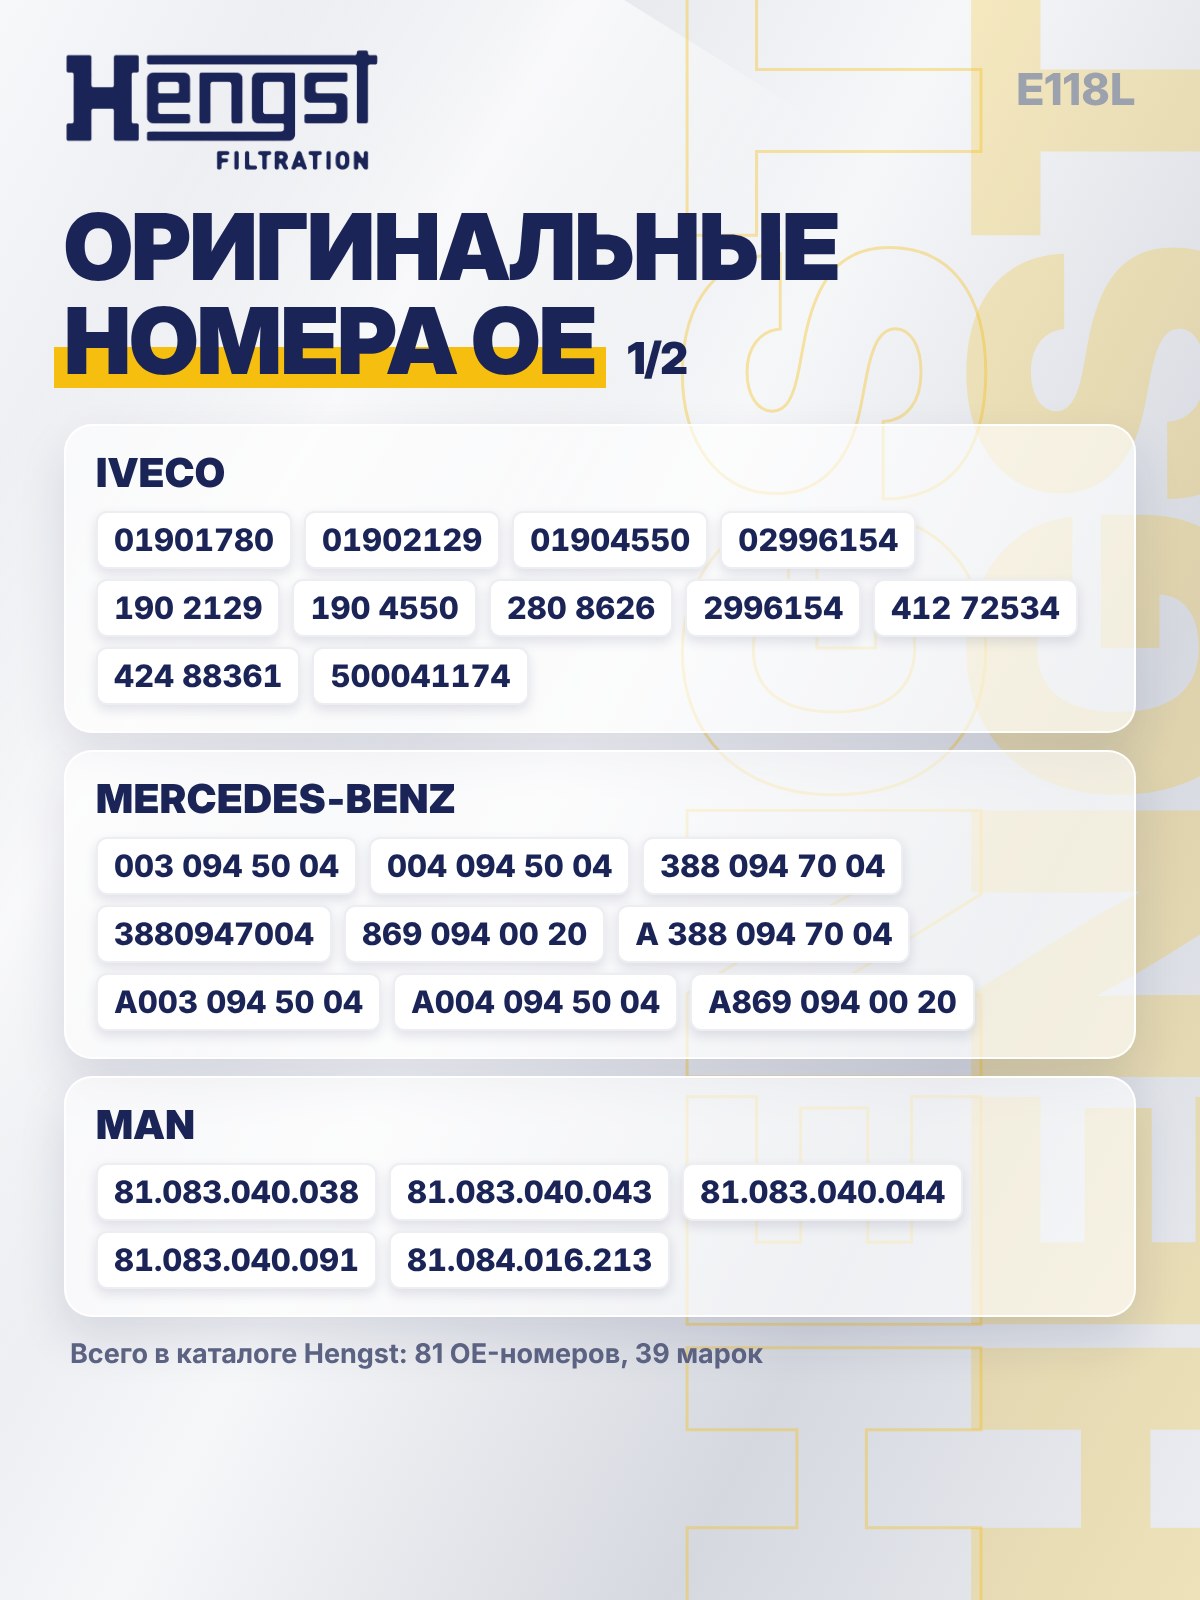 Hengst
FILTRATION
E118L
ОРИГИНАЛЬНЫЕ
НОМЕРА OE 1/2
IVECO
01901780 01902129 01904550 02996154
190 2129 190 4550 280 8626 2996154 412 72534
424 88361 500041174
MERCEDES-BENZ
003 094 50 04 004 094 50 04 388 094 70 04
3880947004 869 094 00 20 A 388 094 70 04
A003 094 50 04 A004 094 50 04 A869 094 00 20
MAN
81.083.040.038 81.083.040.043 81.083.040.044
81.083.040.091 81.084.016.213
Всего в каталоге Hengst: 81 OE-номеров, 39 марок
HENGST
HENGST